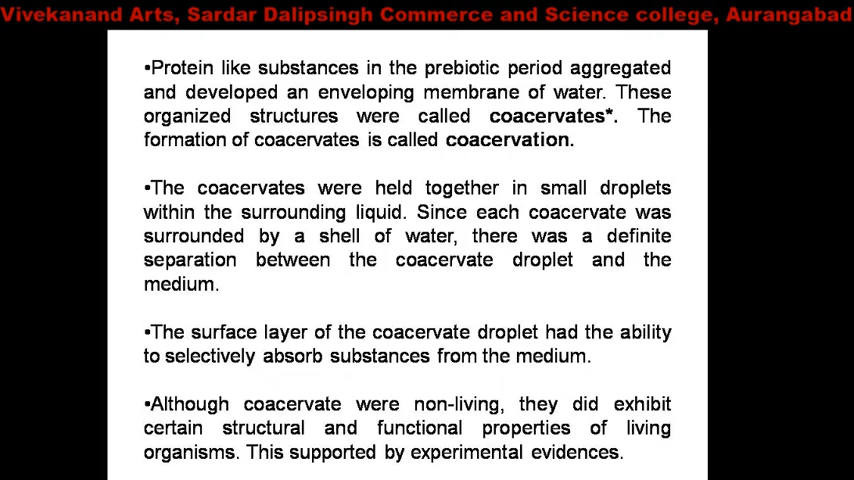 Vivekanand Arts, Sardar Dalipsingh Commerce and Science college, Aurangabad
•Protein like substances in the prebiotic period aggregated
and developed an enveloping membrane of water. These
organized structures were called coacervates*. The
formation of coacervates is called coacervation.
•The coacervates were held together in small droplets
within the surrounding liquid. Since each coacervate was
surrounded by a shell of water, there was a definite
separation between the coacervate droplet and the
medium.
•The surface layer of the coacervate droplet had the ability
to selectively absorb substances from the medium.
•Although coacervate were non-living, they did exhibit
certain structural and functional properties of living
organisms. This supported by experimental evidences.